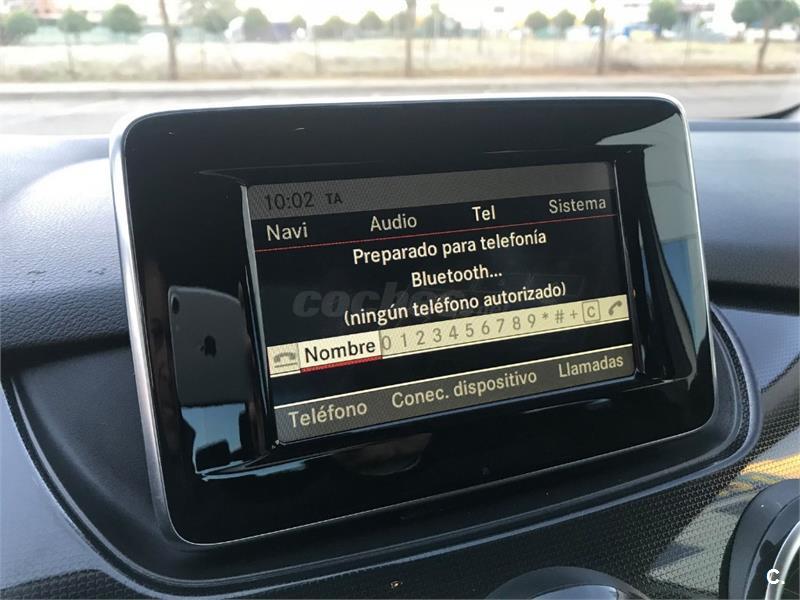 10:02 TA
Navi Audio Tel Sistema
Preparado para telefonía
Bluetooth...
(ningún teléfono autorizado)
Nombre 0 1 2 3 4 5 6 7 8 9 * # + C
Teléfono Conec. dispositivo Llamadas
C.